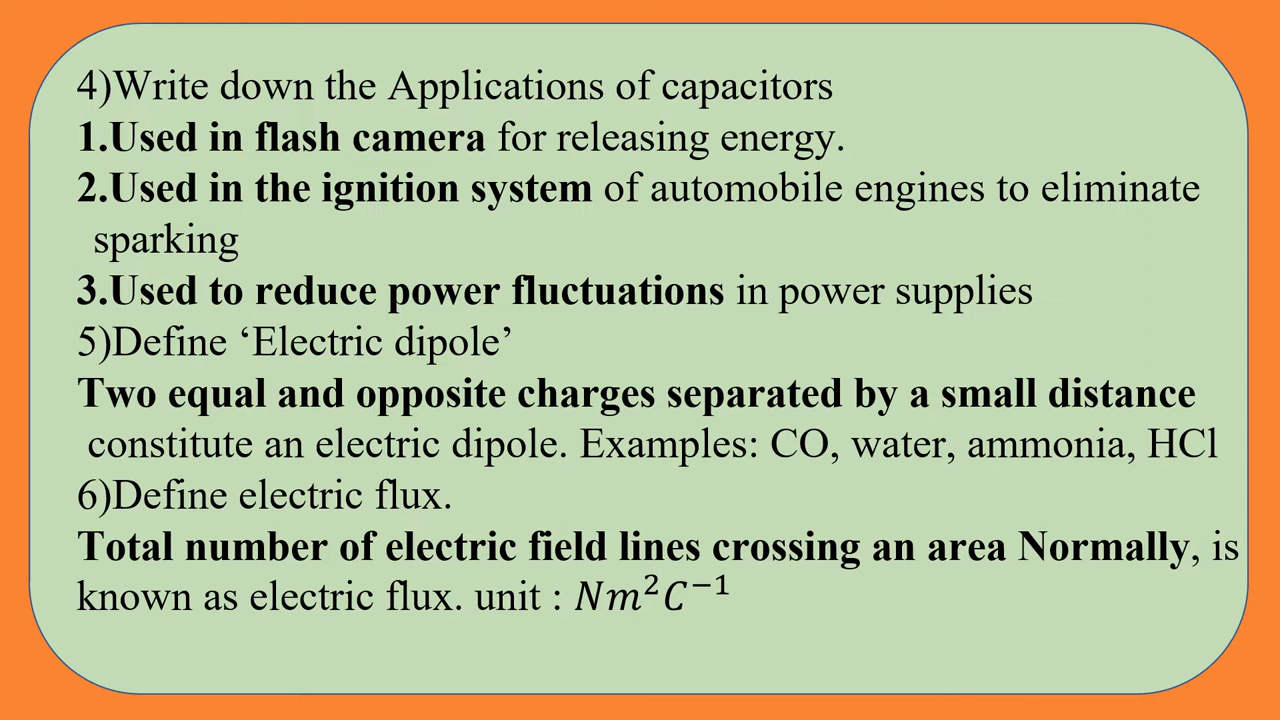 4)Write down the Applications of capacitors
1.Used in flash camera for releasing energy.
2.Used in the ignition system of automobile engines to eliminate
sparking
3.Used to reduce power fluctuations in power supplies
5)Define ‘Electric dipole’
Two equal and opposite charges separated by a small distance
constitute an electric dipole. Examples: CO, water, ammonia, HCl
6)Define electric flux.
Total number of electric field lines crossing an area Normally, is
known as electric flux. unit : 𝑁𝑚²𝐶⁻¹